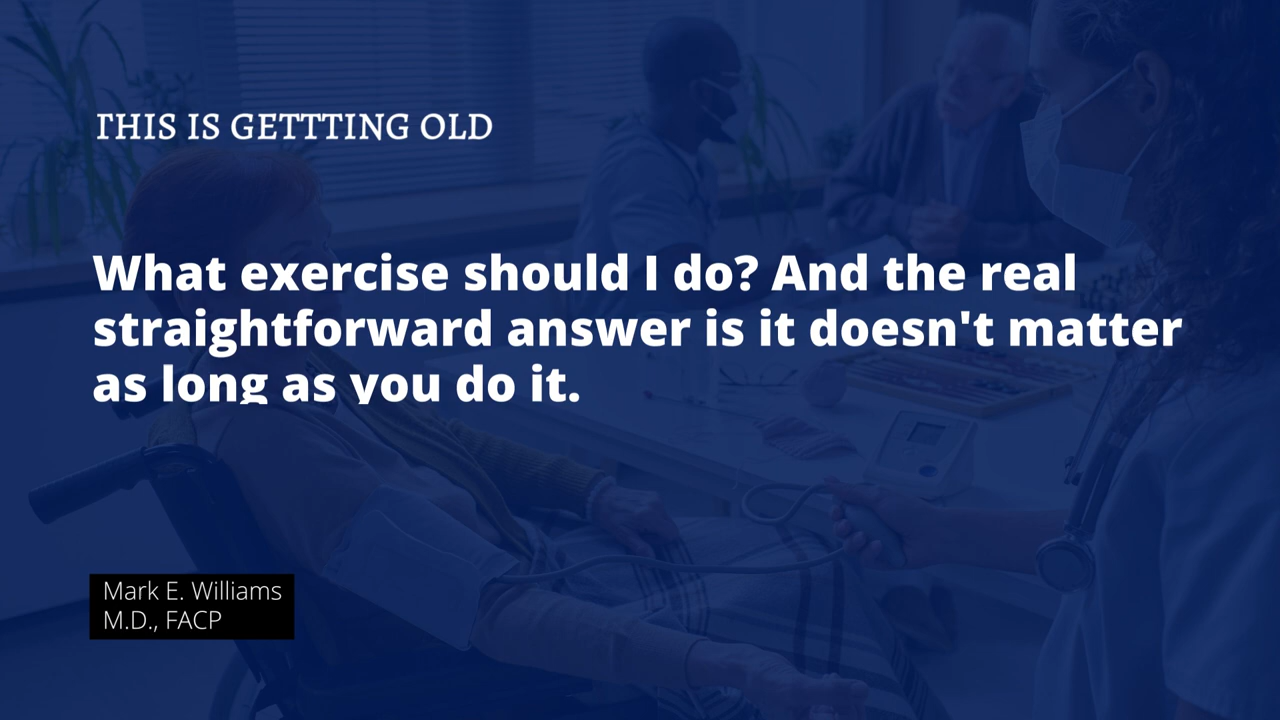 THIS IS GETTTING OLD
What exercise should I do? And the real
straightforward answer is it doesn't matter
as long as you do it.
Mark E. Williams
M.D., FACP